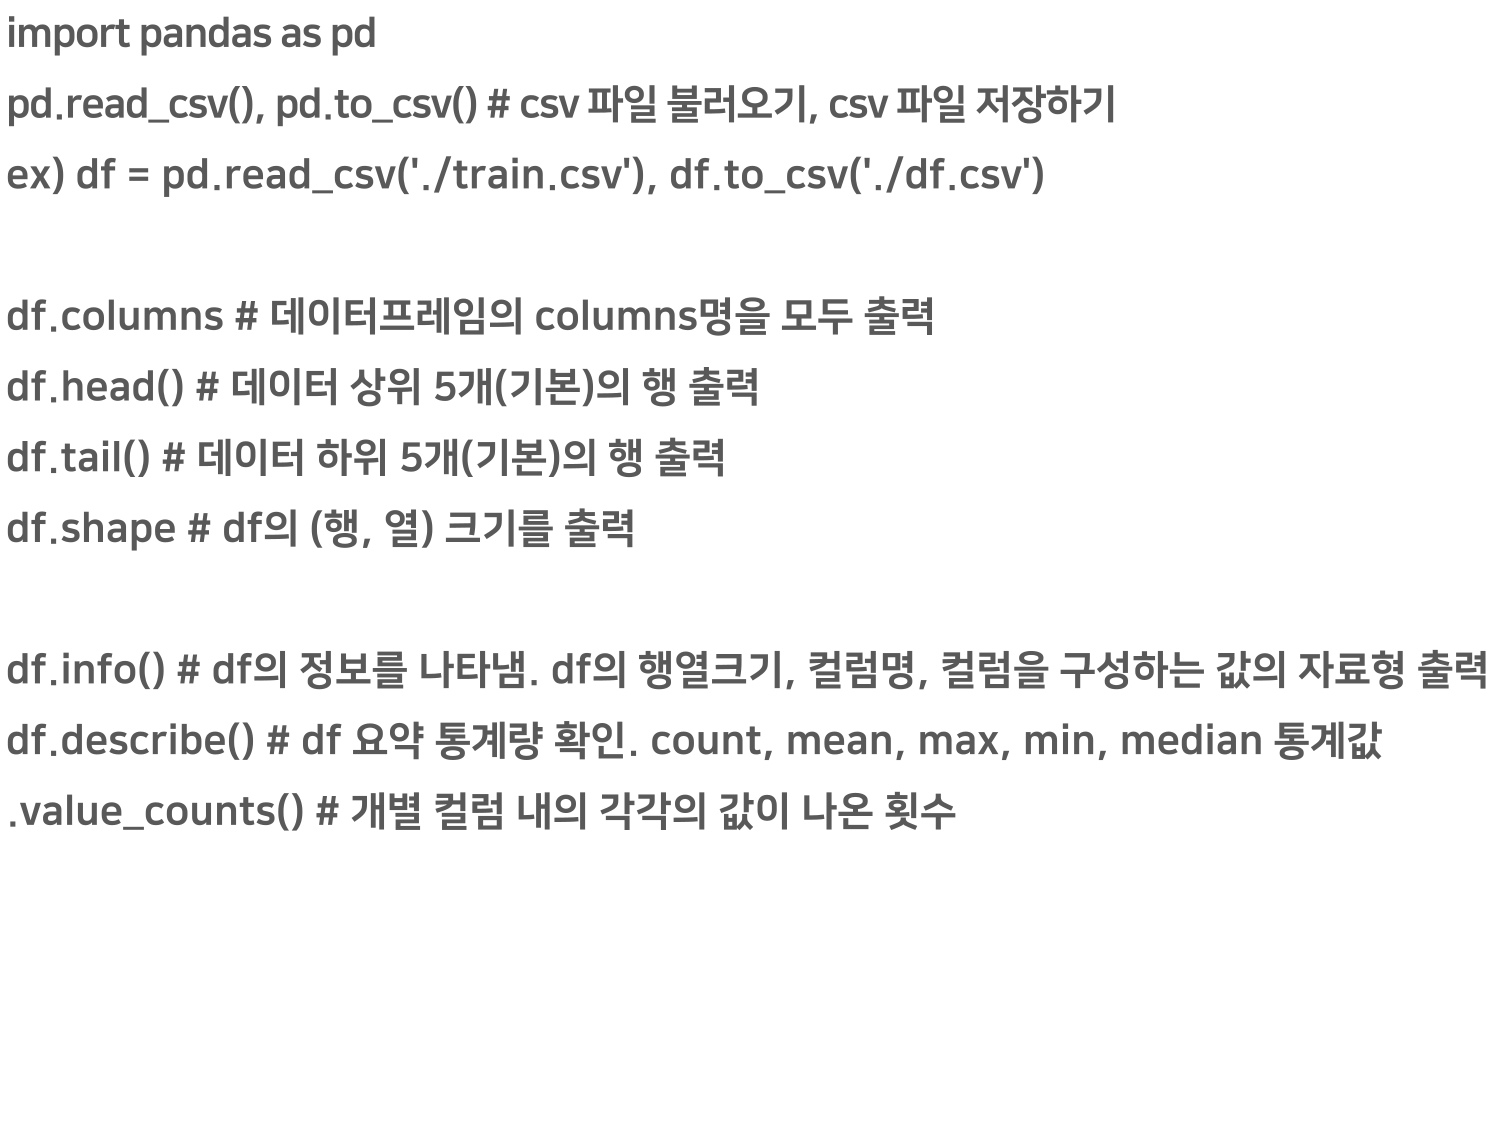 import pandas as pd
pd.read_csv(), pd.to_csv() # csv 파일 불러오기, csv 파일 저장하기
ex) df = pd.read_csv('./train.csv'), df.to_csv('./df.csv')
df.columns # 데이터프레임의 columns명을 모두 출력
df.head() # 데이터 상위 5개(기본)의 행 출력
df.tail() # 데이터 하위 5개(기본)의 행 출력
df.shape # df의 (행, 열) 크기를 출력
df.info() # df의 정보를 나타냄. df의 행열크기, 컬럼명, 컬럼을 구성하는 값의 자료형 출력
df.describe() # df 요약 통계량 확인. count, mean, max, min, median 통계값
.value_counts() # 개별 컬럼 내의 각각의 값이 나온 횟수